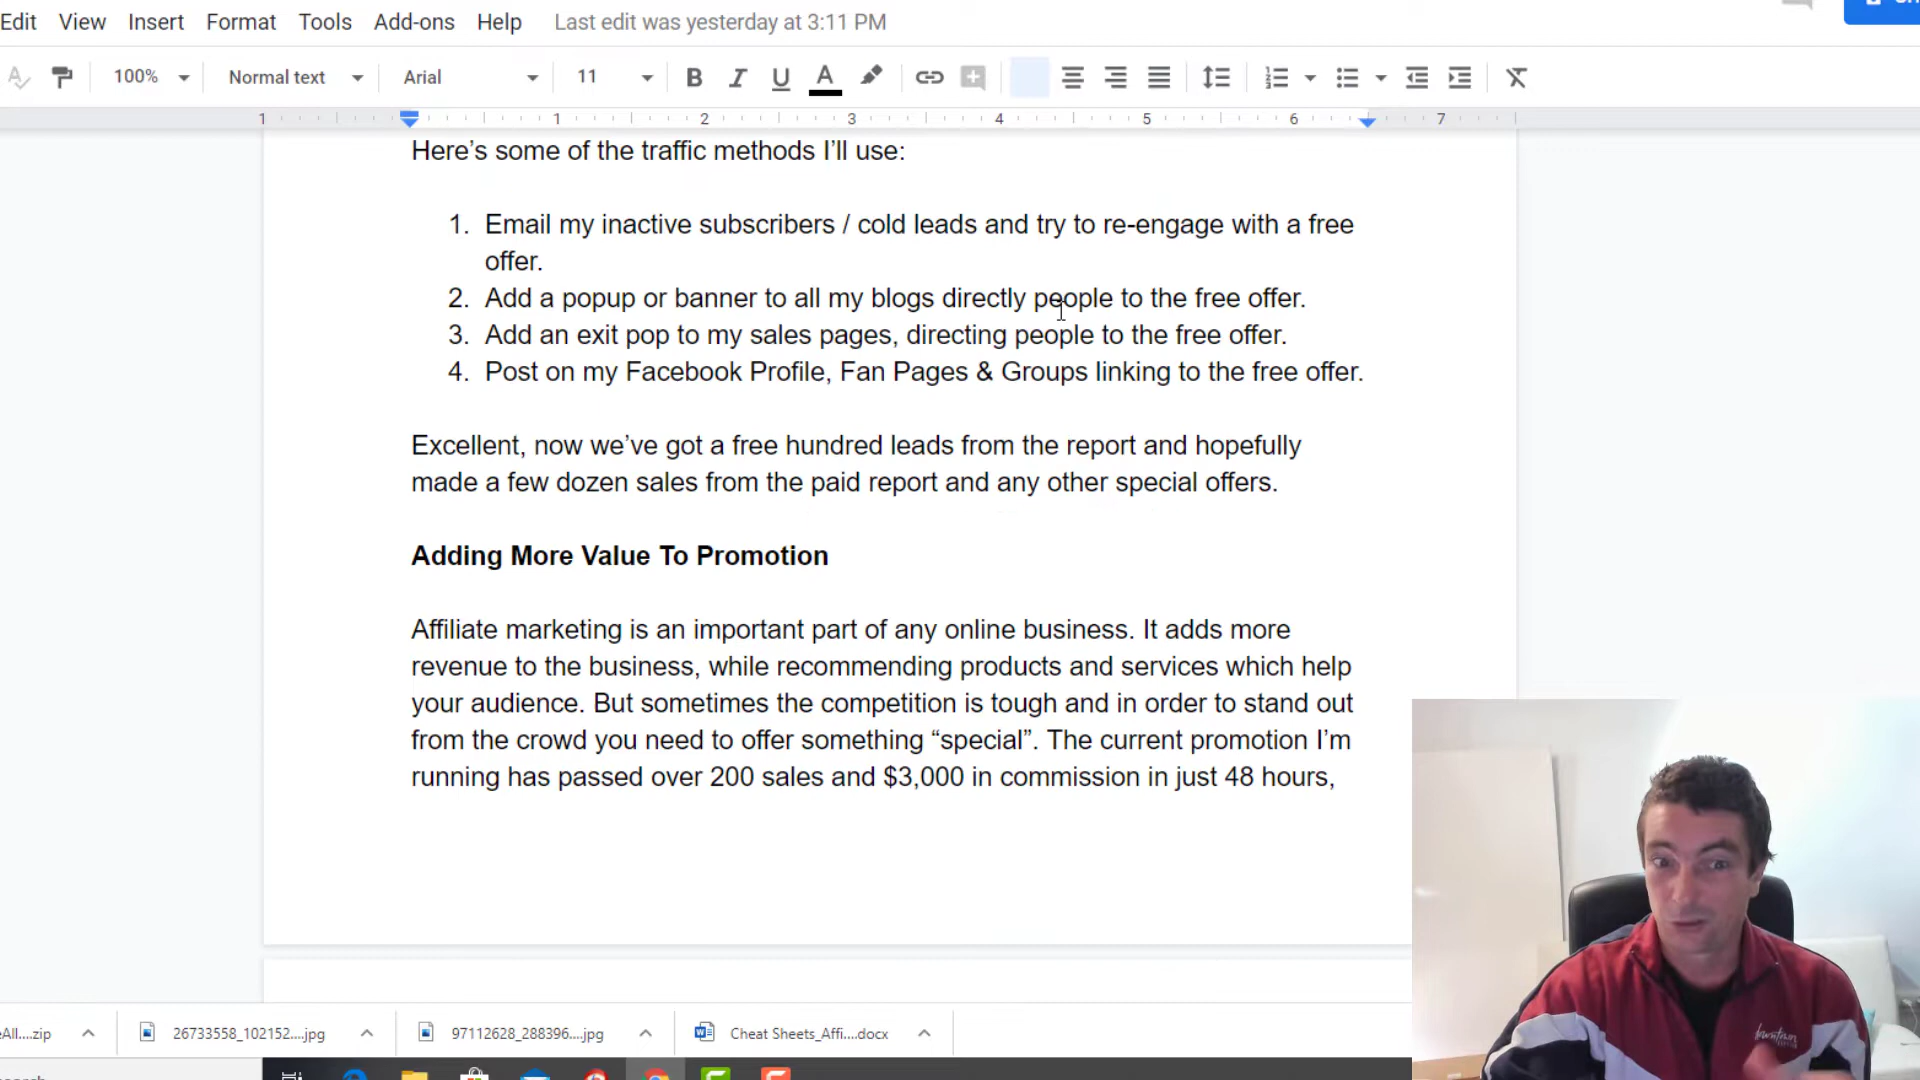 Edit View Insert Format Tools Add-ons Help Last edit was yesterday at 3:11 PM
100% Normal text Arial 11 B I U A
1 1 2 3 4 5 6 7
Here’s some of the traffic methods I’ll use:
1. Email my inactive subscribers / cold leads and try to re-engage with a free
offer.
2. Add a popup or banner to all my blogs directly people to the free offer.
3. Add an exit pop to my sales pages, directing people to the free offer.
4. Post on my Facebook Profile, Fan Pages & Groups linking to the free offer.
Excellent, now we’ve got a free hundred leads from the report and hopefully
made a few dozen sales from the paid report and any other special offers.
Adding More Value To Promotion
Affiliate marketing is an important part of any online business. It adds more
revenue to the business, while recommending products and services which help
your audience. But sometimes the competition is tough and in order to stand out
from the crowd you need to offer something “special”. The current promotion I’m
running has passed over 200 sales and $3,000 in commission in just 48 hours,
All....zip 26733558_102152....jpg 97112628_288396....jpg Cheat Sheets_Affi....docx